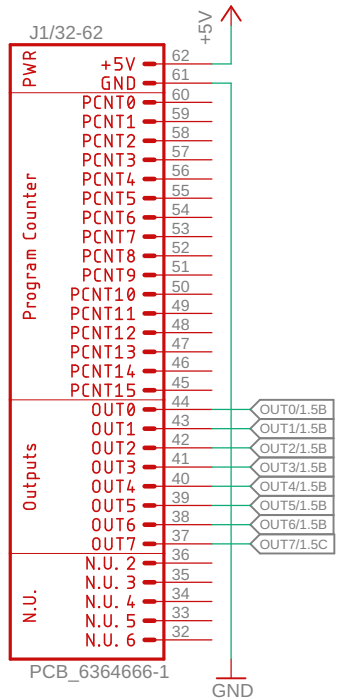 J1/32-62
+5V
PWR
+5V 62
GND 61
Program Counter
PCNT0 60
PCNT1 59
PCNT2 58
PCNT3 57
PCNT4 56
PCNT5 55
PCNT6 54
PCNT7 53
PCNT8 52
PCNT9 51
PCNT10 50
PCNT11 49
PCNT12 48
PCNT13 47
PCNT14 46
PCNT15 45
Outputs
OUT0 44 OUT0/1.5B
OUT1 43 OUT1/1.5B
OUT2 42 OUT2/1.5B
OUT3 41 OUT3/1.5B
OUT4 40 OUT4/1.5B
OUT5 39 OUT5/1.5B
OUT6 38 OUT6/1.5B
OUT7 37 OUT7/1.5C
N.U.
N.U. 2 36
N.U. 3 35
N.U. 4 34
N.U. 5 33
N.U. 6 32
PCB_6364666-1
GND